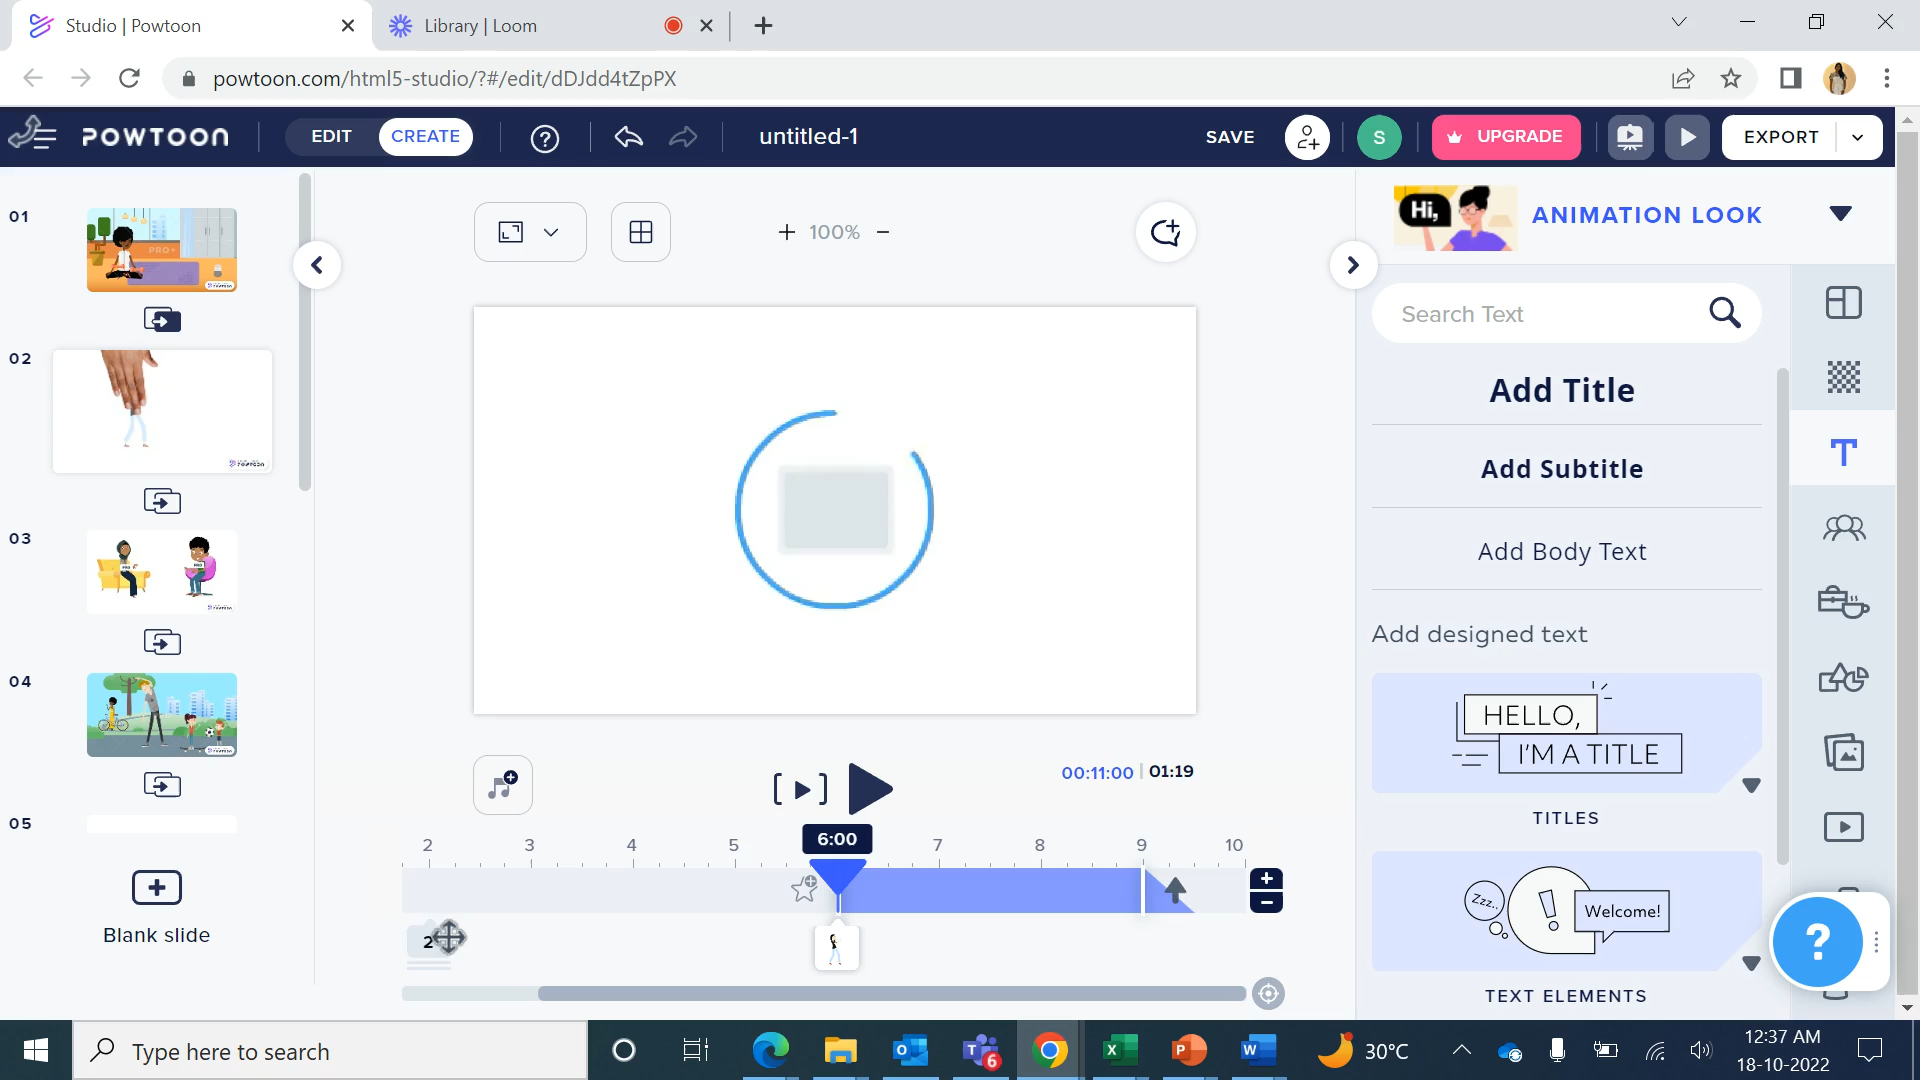 Studio | Powtoon
Library | Loom
powtoon.com/html5-studio/?#/edit/dDJdd4tZpPX
POWTOON
EDIT
CREATE
untitled-1
SAVE
S
UPGRADE
EXPORT
01
02
03
04
05
Blank slide
100%
00:11:00
01:19
6:00
2
3
4
5
7
8
9
10
2
Hi,
ANIMATION LOOK
Search Text
Add Title
Add Subtitle
Add Body Text
Add designed text
HELLO,
I'M A TITLE
TITLES
Zzz..
!
Welcome!
TEXT ELEMENTS
?
Type here to search
6
30°C
12:37 AM
18-10-2022